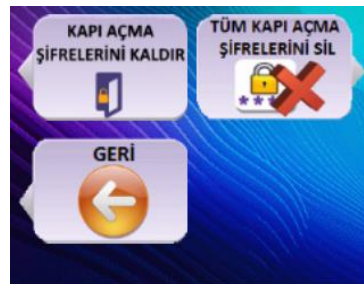 KAPI AÇMA
ŞİFRELERİNİ KALDIR
TÜM KAPI AÇMA
ŞİFRELERİNİ SİL
***
GERİ